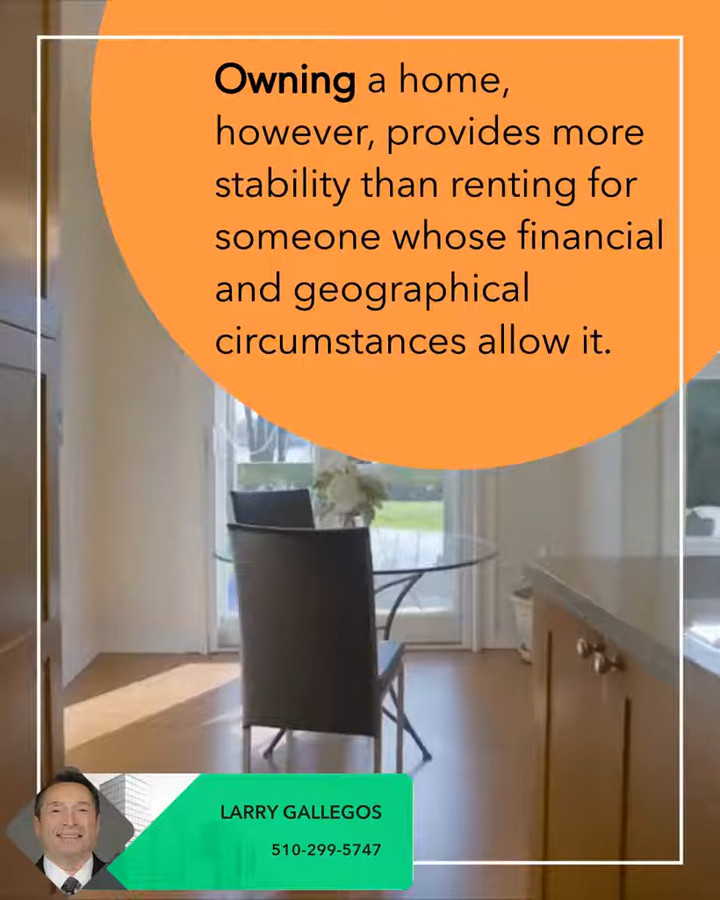 Owning a home,
however, provides more
stability than renting for
someone whose financial
and geographical
circumstances allow it.
LARRY GALLEGOS
510-299-5747